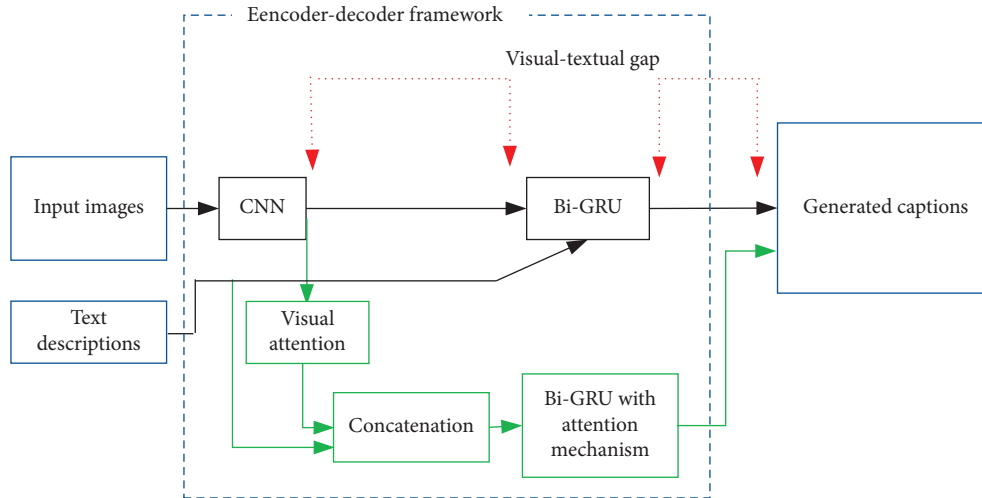 Eencoder-decoder framework
Visual-textual gap
Input images
CNN
Bi-GRU
Generated captions
Text
descriptions
Visual
attention
Concatenation
Bi-GRU with
attention
mechanism